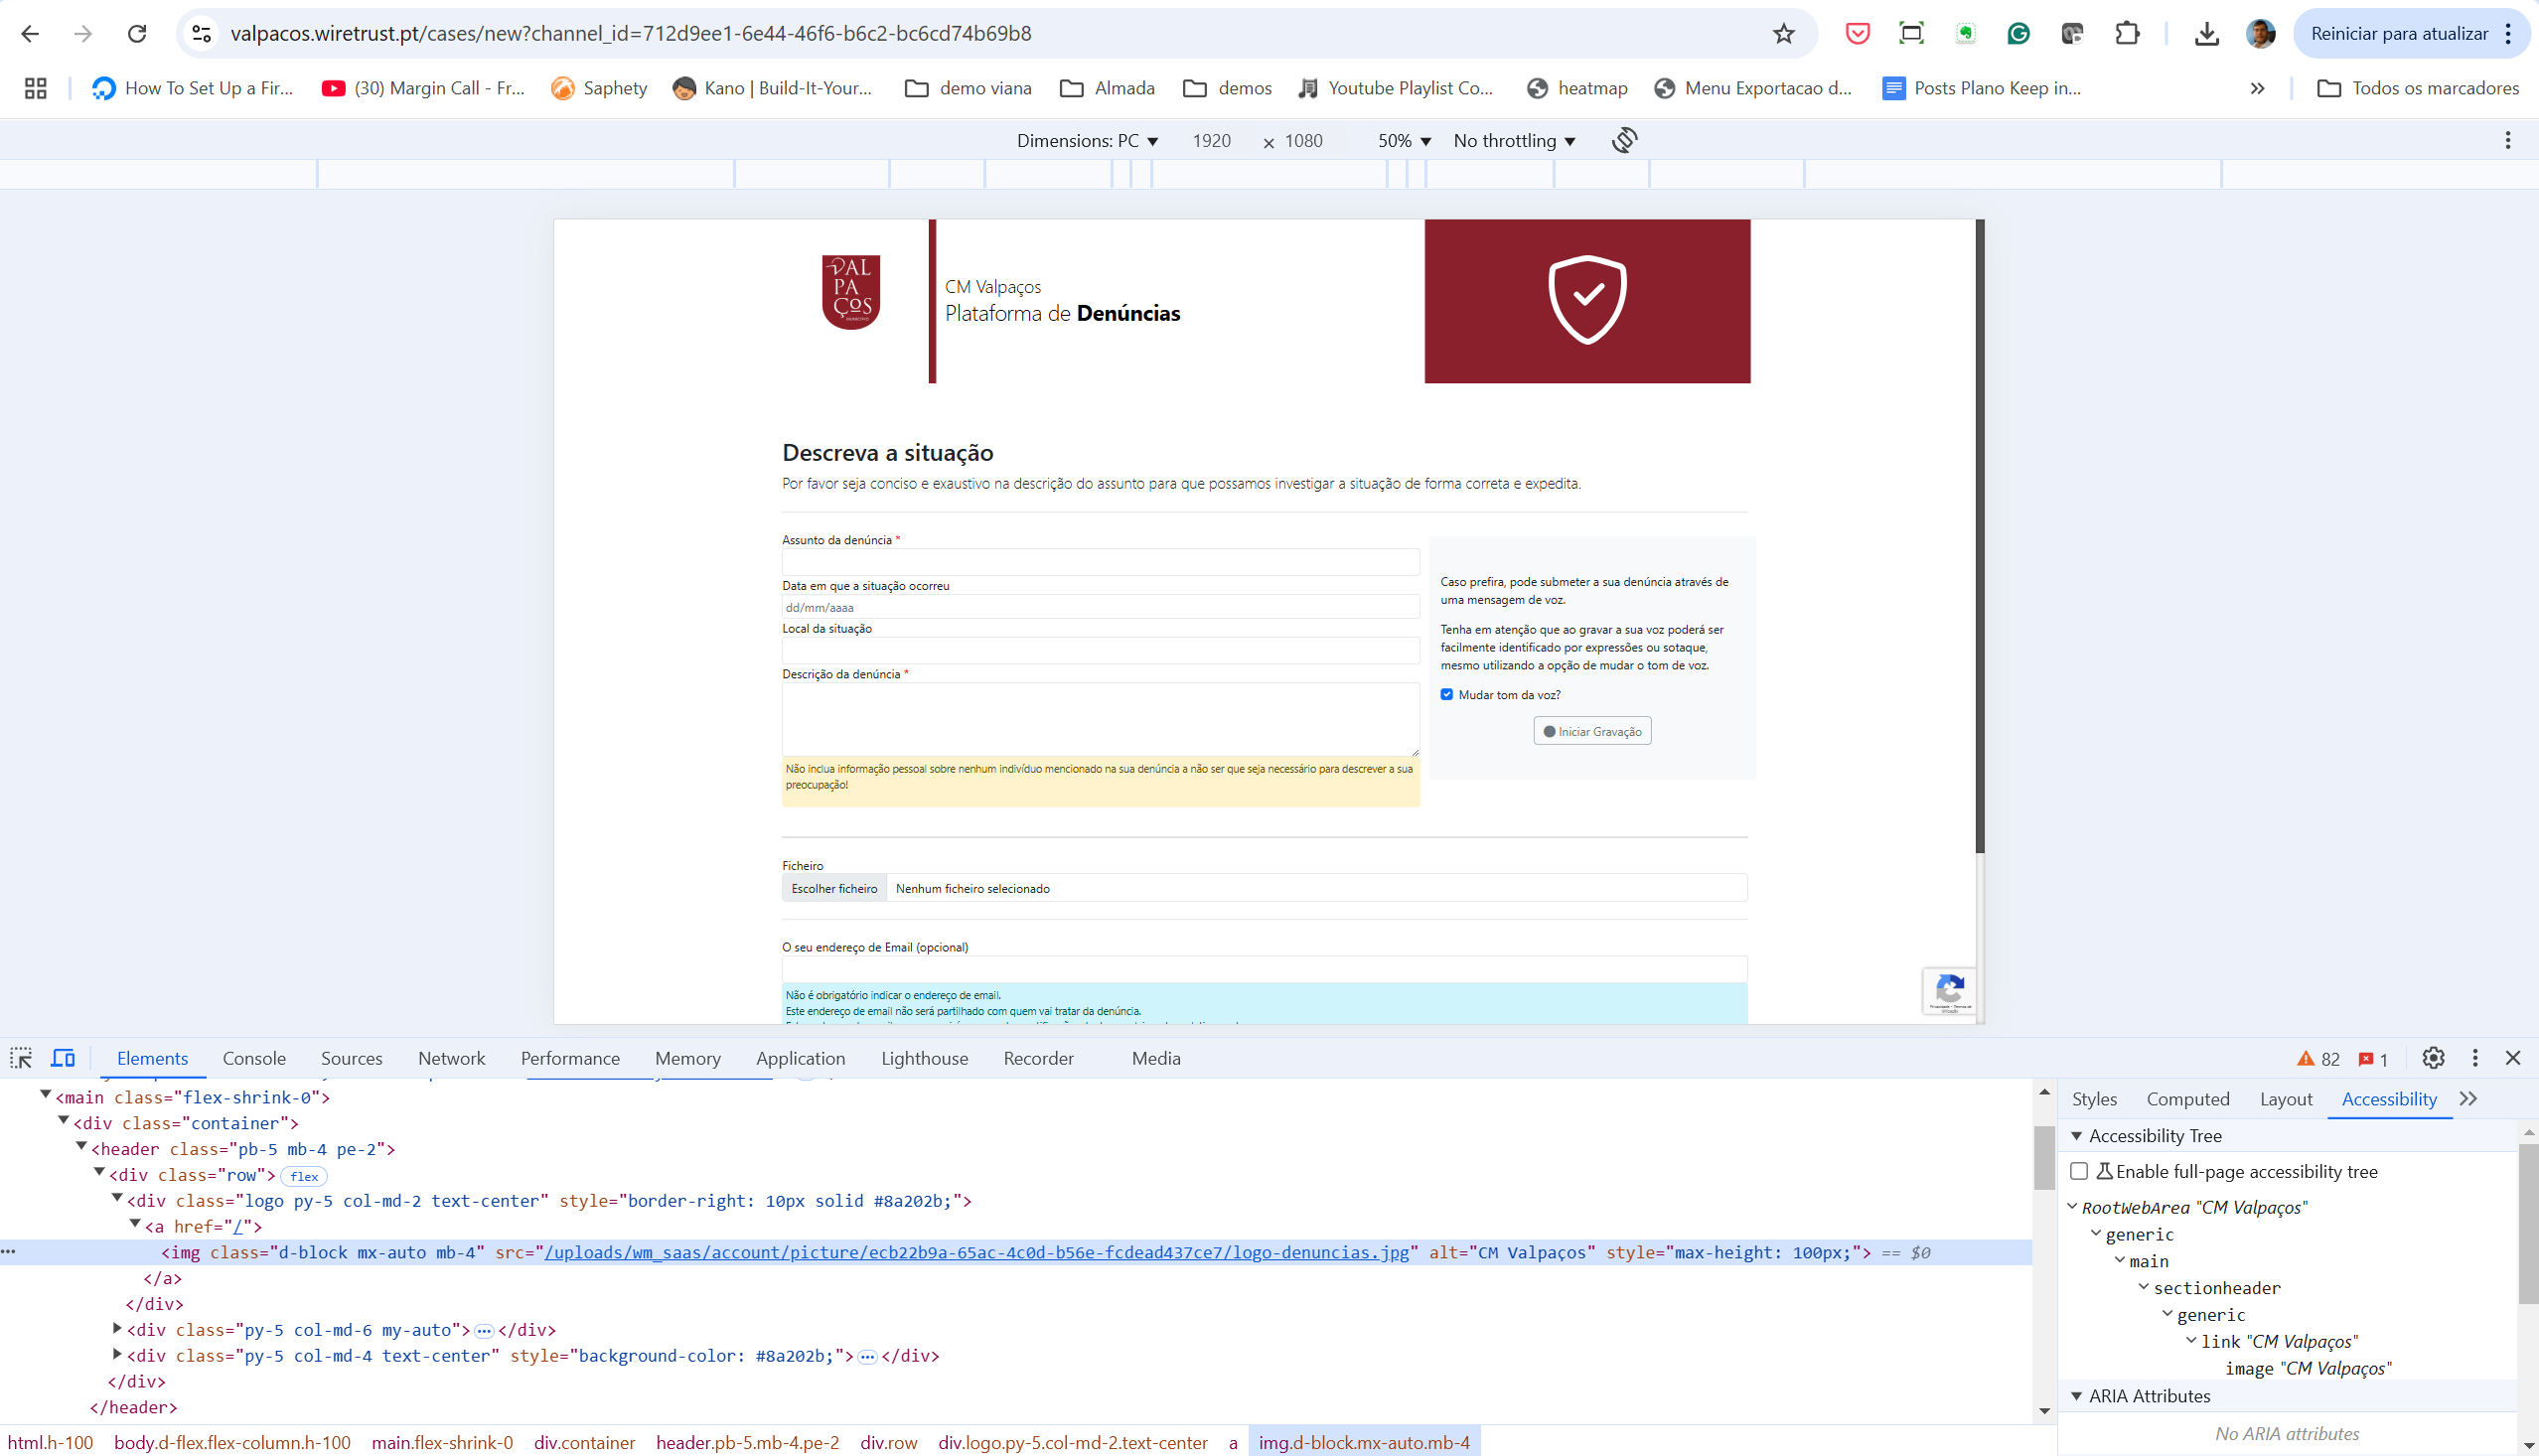 valpacos.wiretrust.pt/cases/new?channel_id=712d9ee1-6e44-46f6-b6c2-bc6cd74b69b8
Reiniciar para atualizar
How To Set Up a Fir...
(30) Margin Call - Fr...
Saphety
Kano | Build-It-Your...
demo viana
Almada
demos
Youtube Playlist Co...
heatmap
Menu Exportacao d...
Posts Plano Keep in...
Todos os marcadores
Dimensions: PC 1920 × 1080 50% No throttling
VAL
PA
ÇOS
MUNICÍPIO
CM Valpaços
Plataforma de Denúncias
Descreva a situação
Por favor seja conciso e exaustivo na descrição do assunto para que possamos investigar a situação de forma correta e expedita.
Assunto da denúncia *
Data em que a situação ocorreu
dd/mm/aaaa
Local da situação
Descrição da denúncia *
Não inclua informação pessoal sobre nenhum indivíduo mencionado na sua denúncia a não ser que seja necessário para descrever a sua
preocupação!
Caso prefira, pode submeter a sua denúncia através de
uma mensagem de voz.
Tenha em atenção que ao gravar a sua voz poderá ser
facilmente identificado por expressões ou sotaque,
mesmo utilizando a opção de mudar o tom de voz.
Mudar tom da voz?
Iniciar Gravação
Ficheiro
Escolher ficheiro Nenhum ficheiro selecionado
O seu endereço de Email (opcional)
Não é obrigatório indicar o endereço de email.
Este endereço de email não será partilhado com quem vai tratar da denúncia.
Privacidade - Termos de
Utilização
Elements Console Sources Network Performance Memory Application Lighthouse Recorder Media 82 1
<main class="flex-shrink-0">
<div class="container">
<header class="pb-5 mb-4 pe-2">
<div class="row"> flex
<div class="logo py-5 col-md-2 text-center" style="border-right: 10px solid #8a202b;">
<a href="/">
<img class="d-block mx-auto mb-4" src="/uploads/wm_saas/account/picture/ecb22b9a-65ac-4c0d-b56e-fcdead437ce7/logo-denuncias.jpg" alt="CM Valpaços" style="max-height: 100px;"> == $0
</a>
</div>
<div class="py-5 col-md-6 my-auto">…</div>
<div class="py-5 col-md-4 text-center" style="background-color: #8a202b;">…</div>
</div>
</header>
html.h-100 body.d-flex.flex-column.h-100 main.flex-shrink-0 div.container header.pb-5.mb-4.pe-2 div.row div.logo.py-5.col-md-2.text-center a img.d-block.mx-auto.mb-4
Styles Computed Layout Accessibility
Accessibility Tree
Enable full-page accessibility tree
RootWebArea "CM Valpaços"
generic
main
sectionheader
generic
link "CM Valpaços"
image "CM Valpaços"
ARIA Attributes
No ARIA attributes